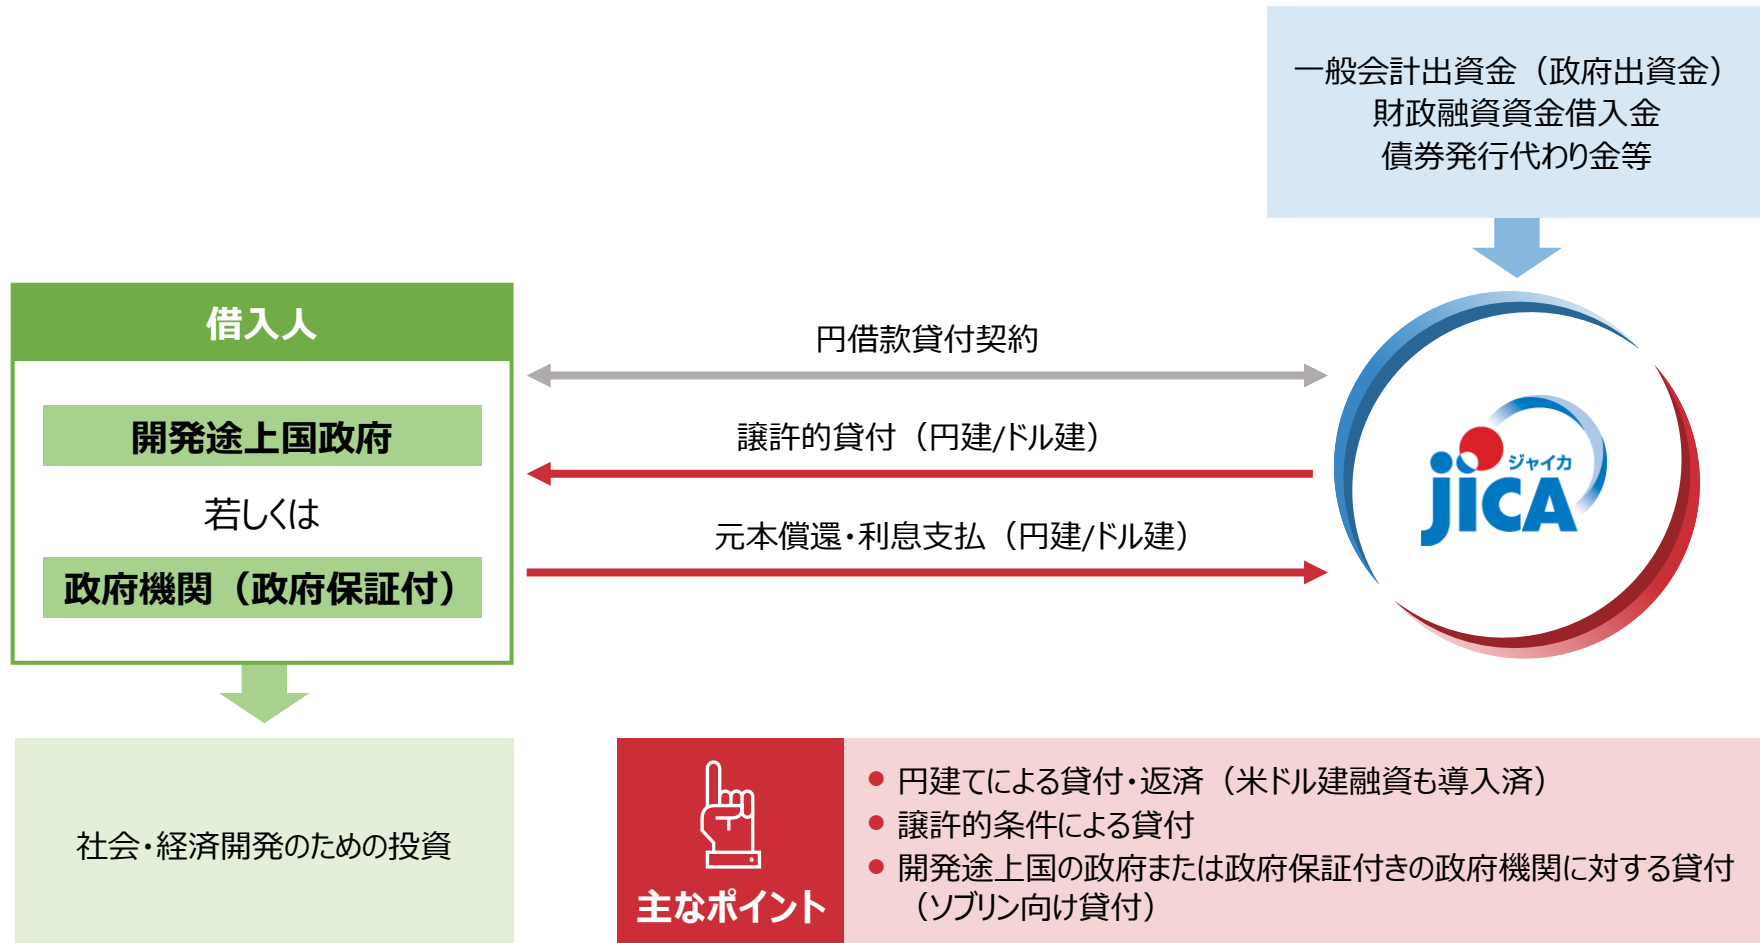 一般会計出資金（政府出資金）
財政融資資金借入金
債券発行代わり金等
借入人
開発途上国政府
若しくは
政府機関（政府保証付）
円借款貸付契約
譲許的貸付（円建/ドル建）
元本償還・利息支払（円建/ドル建）
ジャイカ
jICA
社会・経済開発のための投資
主なポイント
● 円建てによる貸付・返済（米ドル建融資も導入済）
● 譲許的条件による貸付
● 開発途上国の政府または政府保証付きの政府機関に対する貸付
（ソブリン向け貸付）